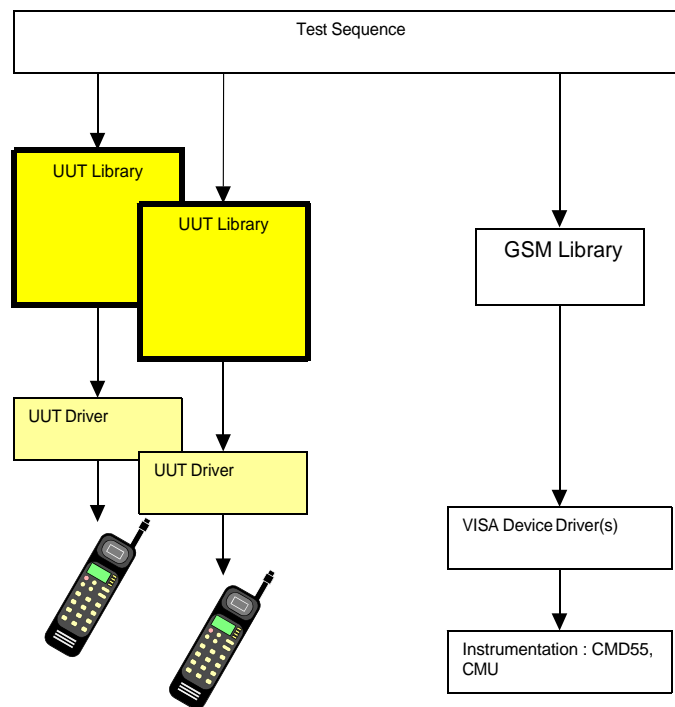 Test Sequence
UUT Library
UUT Library
GSM Library
UUT Driver
UUT Driver
VISA Device Driver(s)
Instrumentation : CMD55,
CMU